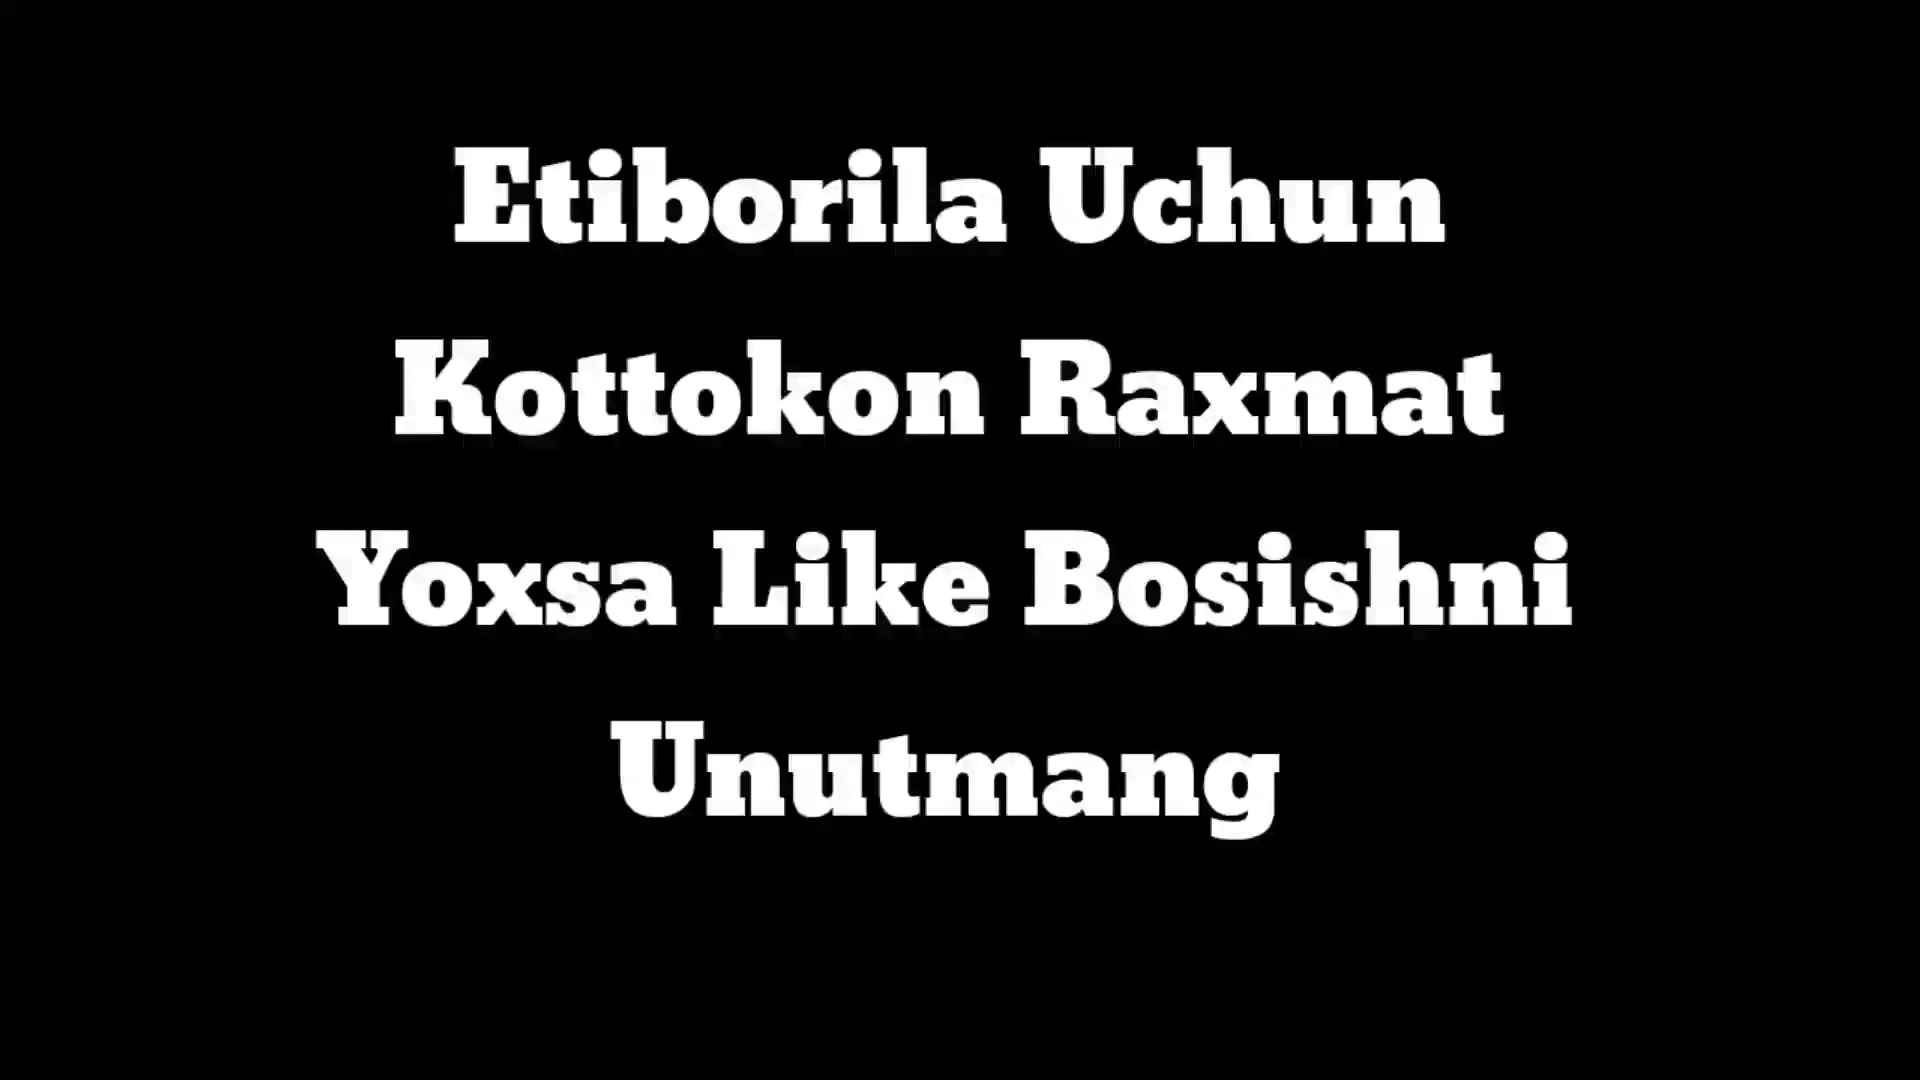 Etiborila Uchun
Kottokon Raxmat
Yoxsa Like Bosishni
Unutmang